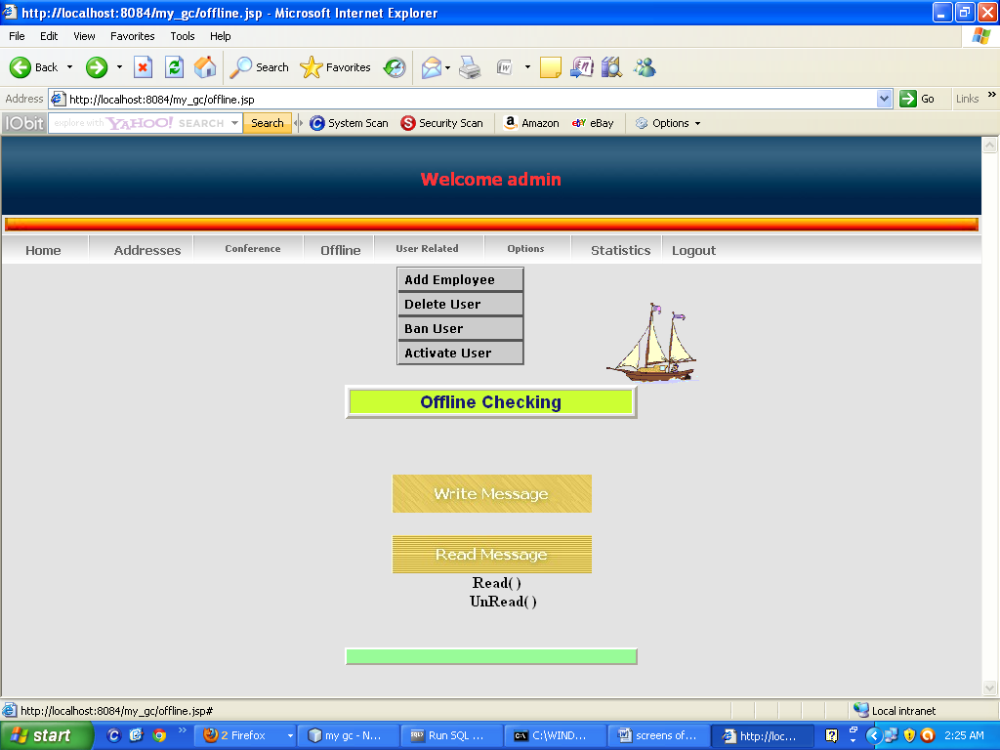 http://localhost:8084/my_gc/offline.jsp - Microsoft Internet Explorer
File Edit View Favorites Tools Help
Back Search Favorites
Address http://localhost:8084/my_gc/offline.jsp Go Links »
IObit explore with YAHOO! SEARCH Search System Scan Security Scan Amazon eBay Options
Welcome admin
Home Addresses Conference Offline User Related Options Statistics Logout
Add Employee
Delete User
Ban User
Activate User
Offline Checking
Write Message
Read Message
Read( )
UnRead( )
http://localhost:8084/my_gc/offline.jsp# Local intranet
start » 2 Firefox my gc - N... Run SQL ... C:\WIND... screens of... http://loc... 2:25 AM